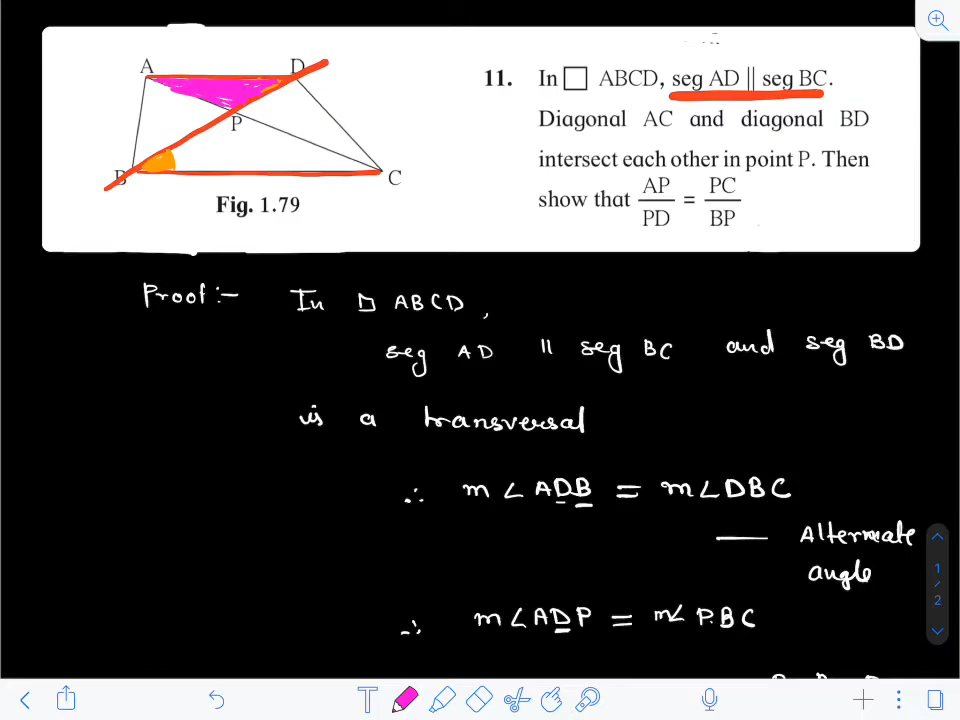 A
D
P
B
C
Fig. 1.79
11. In □ ABCD, seg AD || seg BC.
Diagonal AC and diagonal BD
intersect each other in point P. Then
show that AP/PD = PC/BP
Proof :- In □ ABCD,
seg AD || seg BC and seg BD
is a transversal
∴ m∠ADB = m∠DBC
— Alternate
angle
∴ m∠ADP = m∠PBC
1
/
2
T